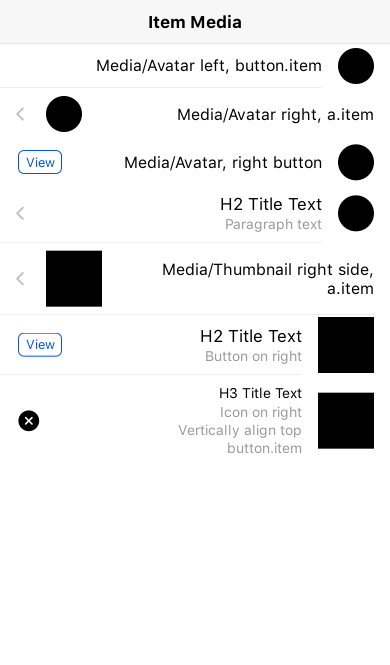 Item Media
Media/Avatar left, button.item
Media/Avatar right, a.item
Media/Avatar, right button
View
H2 Title Text
Paragraph text
Media/Thumbnail right side,
a.item
H2 Title Text
Button on right
View
H3 Title Text
Icon on right
Vertically align top
button.item